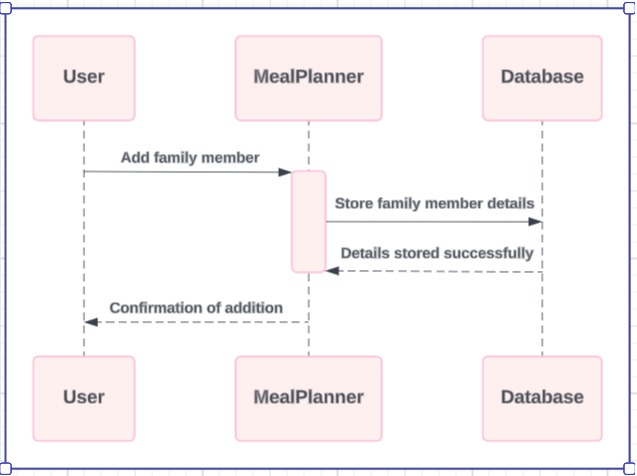 User
MealPlanner
Database
Add family member
Store family member details
Details stored successfully
Confirmation of addition
User
MealPlanner
Database